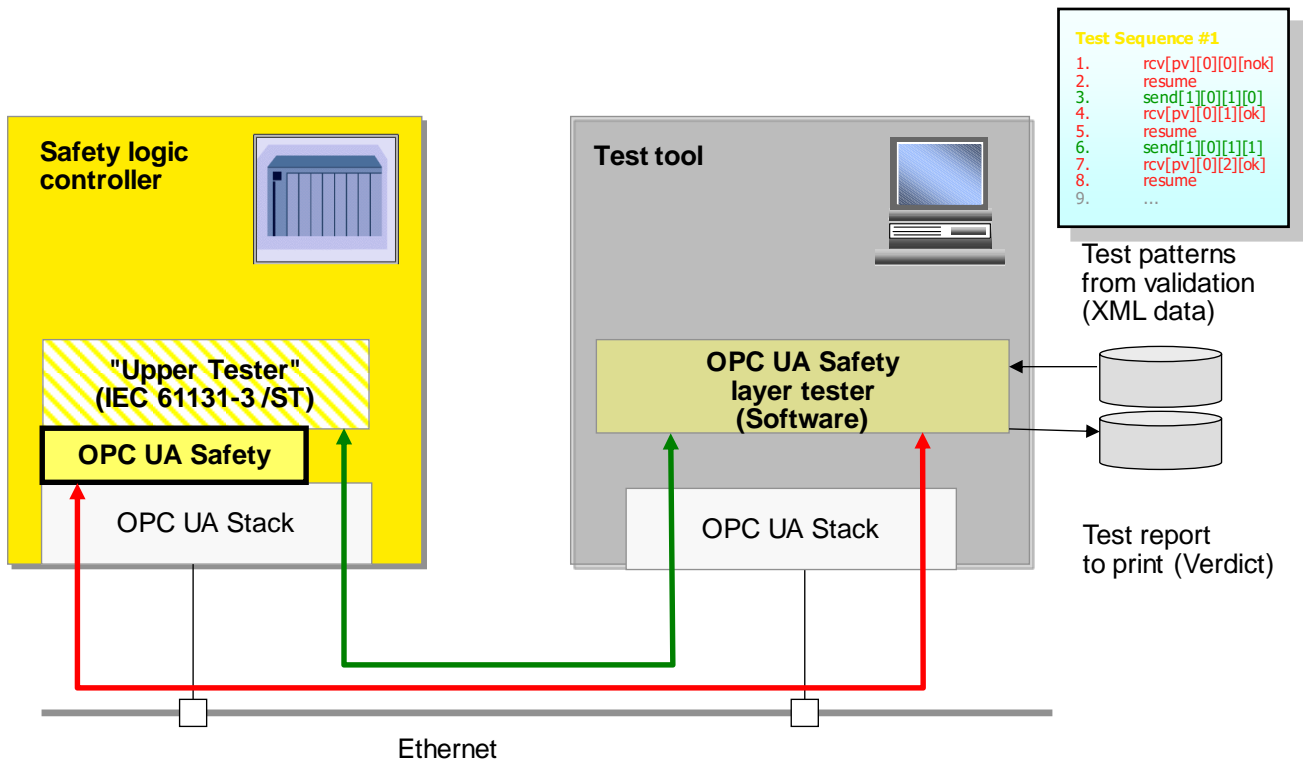 Test Sequence #1
1. rcv[pv][0][0][nok]
2. resume
3. send[1][0][1][0]
4. rcv[pv][0][1][ok]
5. resume
6. send[1][0][1][1]
7. rcv[pv][0][2][ok]
8. resume
9. ...
Safety logic
controller
Test tool
Test patterns
from validation
(XML data)
"Upper Tester"
(IEC 61131-3 /ST)
OPC UA Safety
layer tester
(Software)
OPC UA Safety
OPC UA Stack
OPC UA Stack
Test report
to print (Verdict)
Ethernet